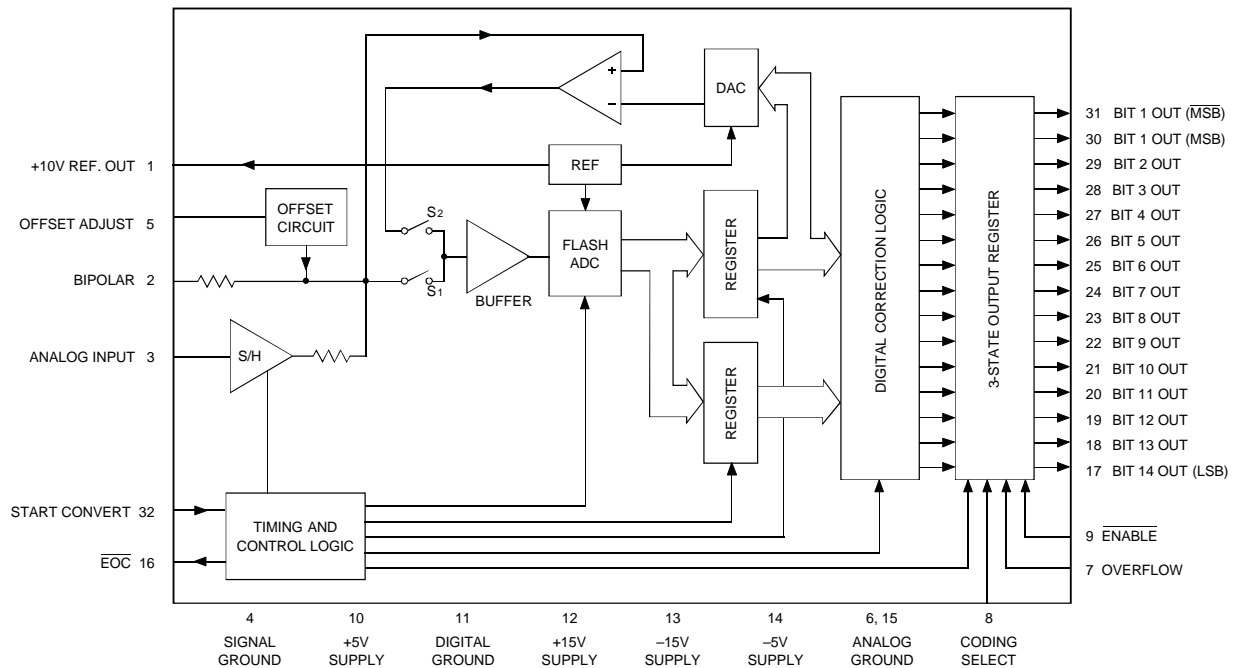 +
–
DAC
+10V REF. OUT 1
REF
OFFSET ADJUST 5
OFFSET
CIRCUIT
S2
S1
BIPOLAR 2
BUFFER
FLASH
ADC
REGISTER
REGISTER
ANALOG INPUT 3
S/H
DIGITAL CORRECTION LOGIC
3-STATE OUTPUT REGISTER
31 BIT 1 OUT (M̅S̅B̅)
30 BIT 1 OUT (MSB)
29 BIT 2 OUT
28 BIT 3 OUT
27 BIT 4 OUT
26 BIT 5 OUT
25 BIT 6 OUT
24 BIT 7 OUT
23 BIT 8 OUT
22 BIT 9 OUT
21 BIT 10 OUT
20 BIT 11 OUT
19 BIT 12 OUT
18 BIT 13 OUT
17 BIT 14 OUT (LSB)
START CONVERT 32
E̅O̅C̅ 16
TIMING AND
CONTROL LOGIC
9 E̅N̅A̅B̅L̅E̅
7 OVERFLOW
4
SIGNAL
GROUND
10
+5V
SUPPLY
11
DIGITAL
GROUND
12
+15V
SUPPLY
13
–15V
SUPPLY
14
–5V
SUPPLY
6, 15
ANALOG
GROUND
8
CODING
SELECT